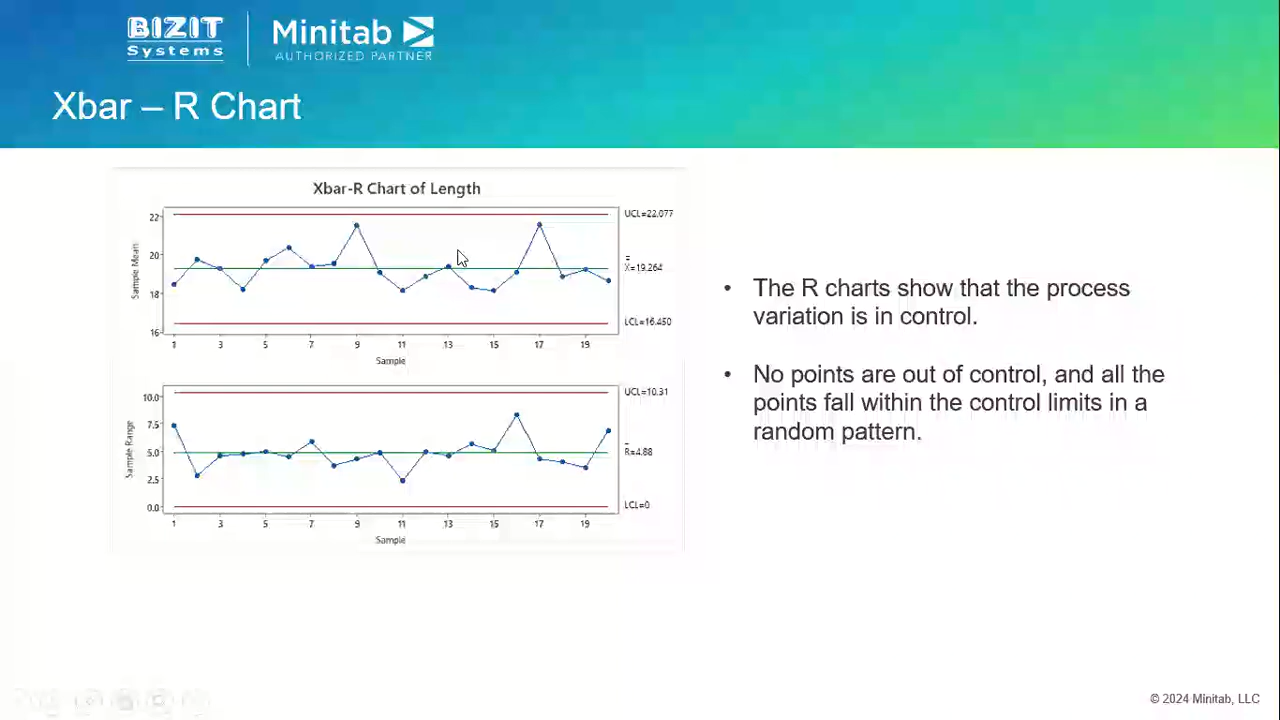 BIZIT
Systems
Minitab
AUTHORIZED PARTNER
Xbar – R Chart
Xbar-R Chart of Length
UCL=22.077
X=19.264
LCL=16.450
Sample Mean
22
20
18
16
1 3 5 7 9 11 13 15 17 19
Sample
UCL=10.31
R=4.88
LCL=0
Sample Range
10.0
7.5
5.0
2.5
0.0
1 3 5 7 9 11 13 15 17 19
Sample
• The R charts show that the process
variation is in control.
• No points are out of control, and all the
points fall within the control limits in a
random pattern.
© 2024 Minitab, LLC